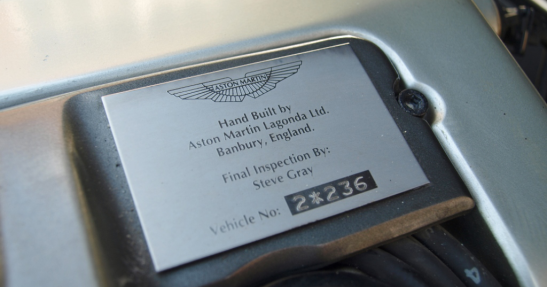 ASTON MARTIN
Hand Built by
Aston Martin Lagonda Ltd.
Banbury, England.
Final Inspection By:
Steve Gray
Vehicle No: 2*236